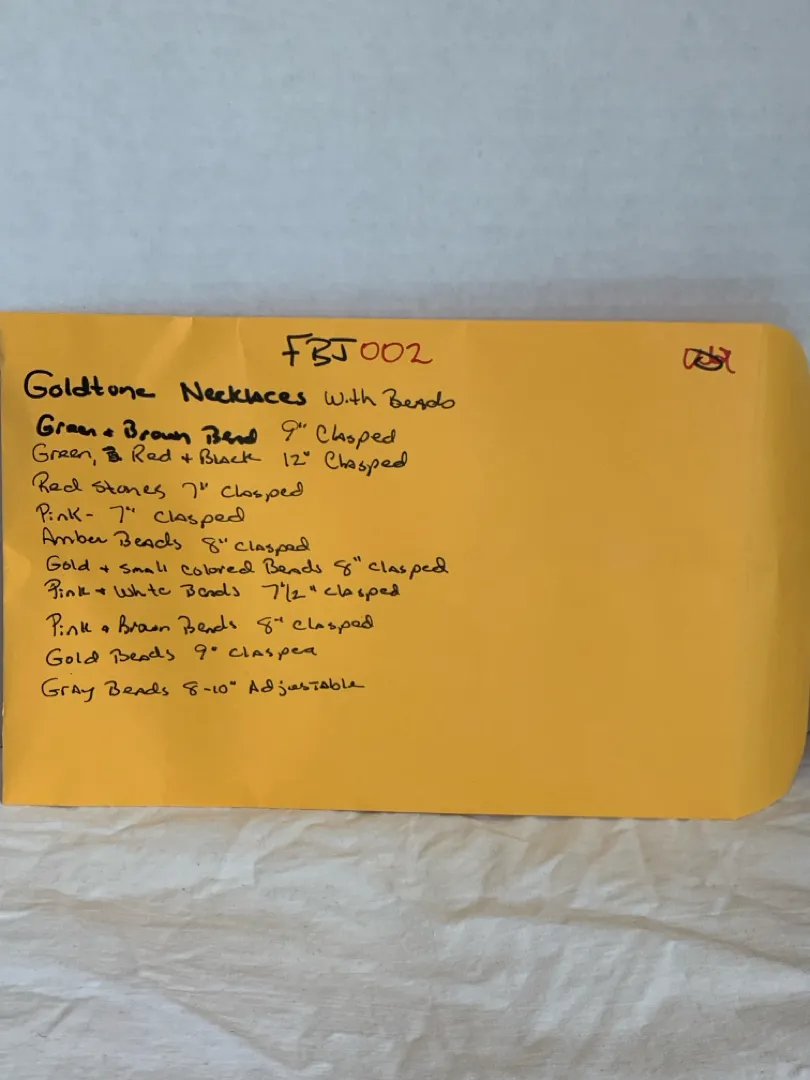 FBJ002
Goldtone Necklaces With Beads
Green + Brown Bead 9" Clasped
Green, Red + Black 12" Clasped
Red Stones 7" Clasped
Pink - 7" Clasped
Amber Beads 8" clasped
Gold + small colored Beads 8" clasped
Pink + White Beads 7 1/2" clasped
Pink + Brown Beads 8" clasped
Gold Beads 9" clasped
Gray Beads 8-10" Adjustable